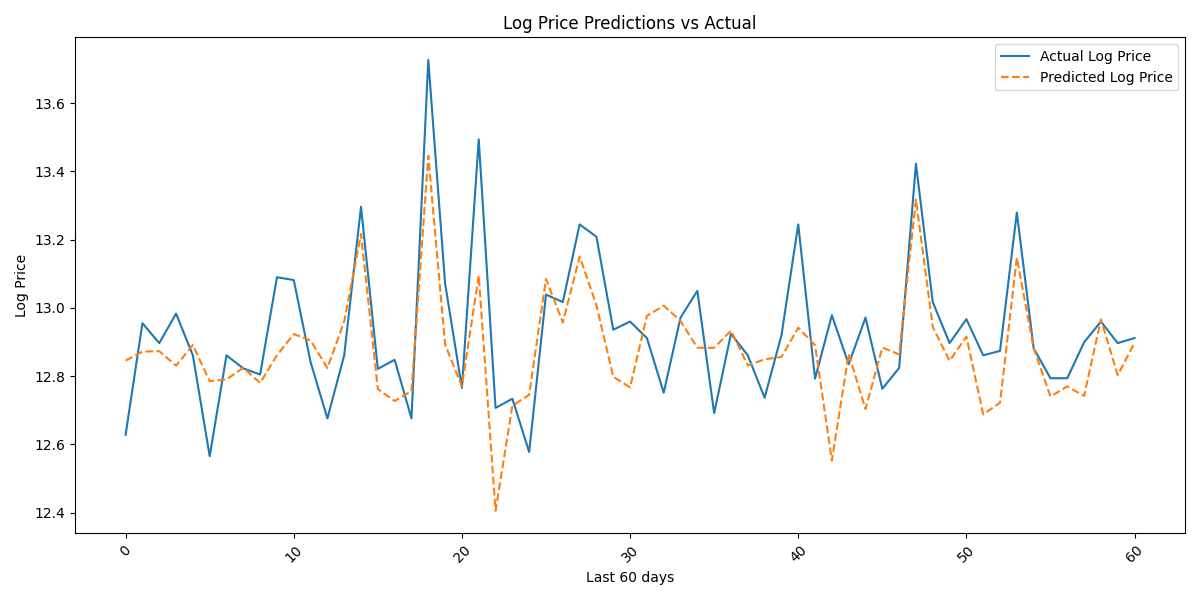 Log Price Predictions vs Actual
Actual Log Price
Predicted Log Price
Log Price
13.6
13.4
13.2
13.0
12.8
12.6
12.4
0 10 20 30 40 50 60
Last 60 days